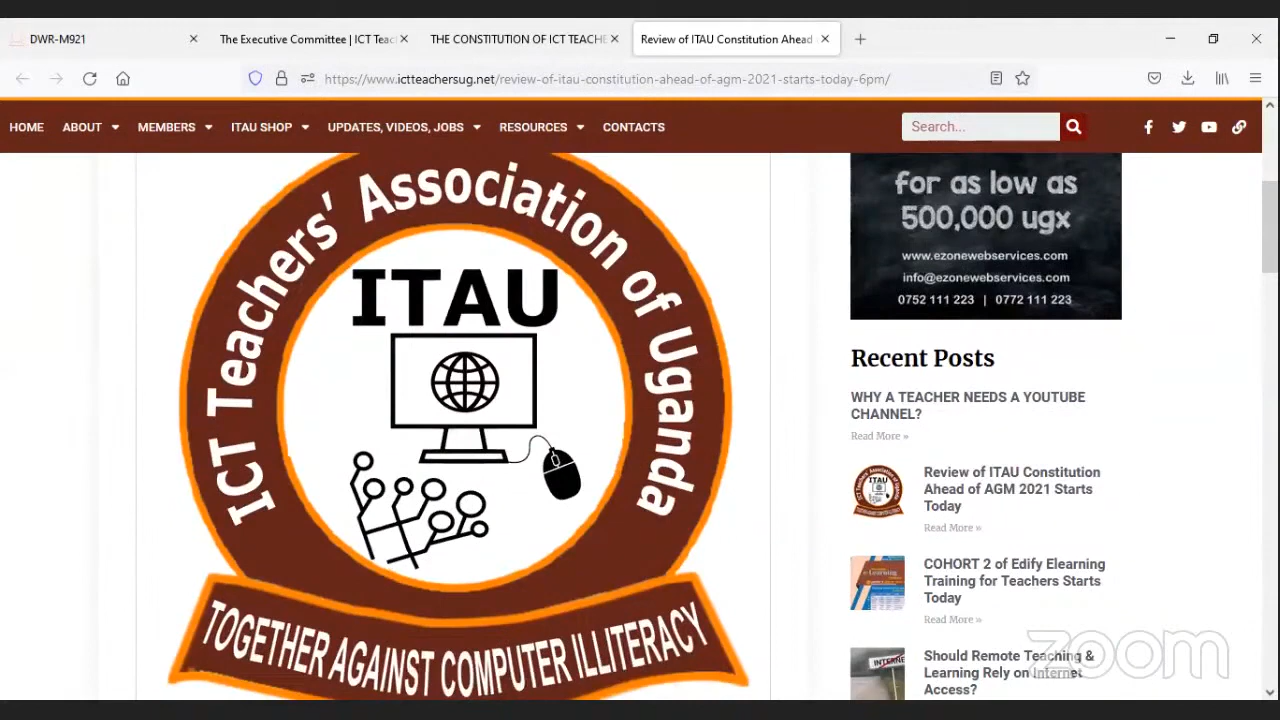 DWR-M921
The Executive Committee | ICT Teac
THE CONSTITUTION OF ICT TEACHE
Review of ITAU Constitution Ahead
https://www.ictteachersug.net/review-of-itau-constitution-ahead-of-agm-2021-starts-today-6pm/
HOME
ABOUT
MEMBERS
ITAU SHOP
UPDATES, VIDEOS, JOBS
RESOURCES
CONTACTS
Search...
ICT Teachers' Association of Uganda
ITAU
TOGETHER AGAINST COMPUTER ILLITERACY
for as low as
500,000 ugx
www.ezonewebservices.com
info@ezonewebservices.com
0752 111 223 | 0772 111 223
Recent Posts
WHY A TEACHER NEEDS A YOUTUBE
CHANNEL?
Read More »
Review of ITAU Constitution
Ahead of AGM 2021 Starts
Today
Read More »
COHORT 2 of Edify Elearning
Training for Teachers Starts
Today
Read More »
Should Remote Teaching &
Learning Rely on Internet
Access?
zoom